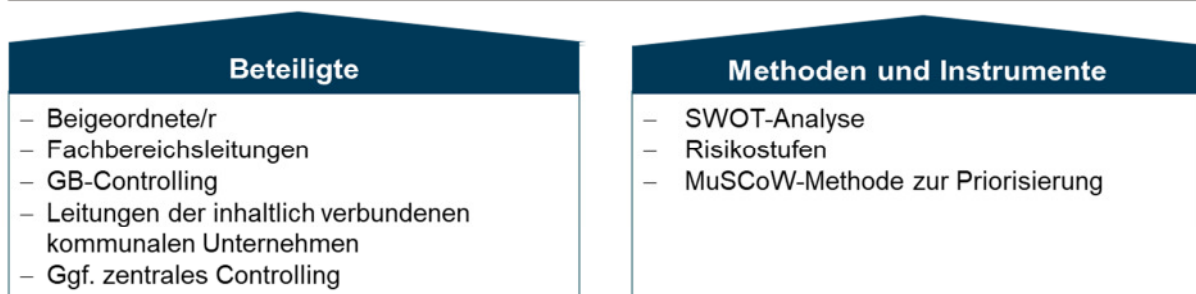 Beteiligte
– Beigeordnete/r
– Fachbereichsleitungen
– GB-Controlling
– Leitungen der inhaltlich verbundenen
kommunalen Unternehmen
– Ggf. zentrales Controlling
Methoden und Instrumente
– SWOT-Analyse
– Risikostufen
– MuSCoW-Methode zur Priorisierung